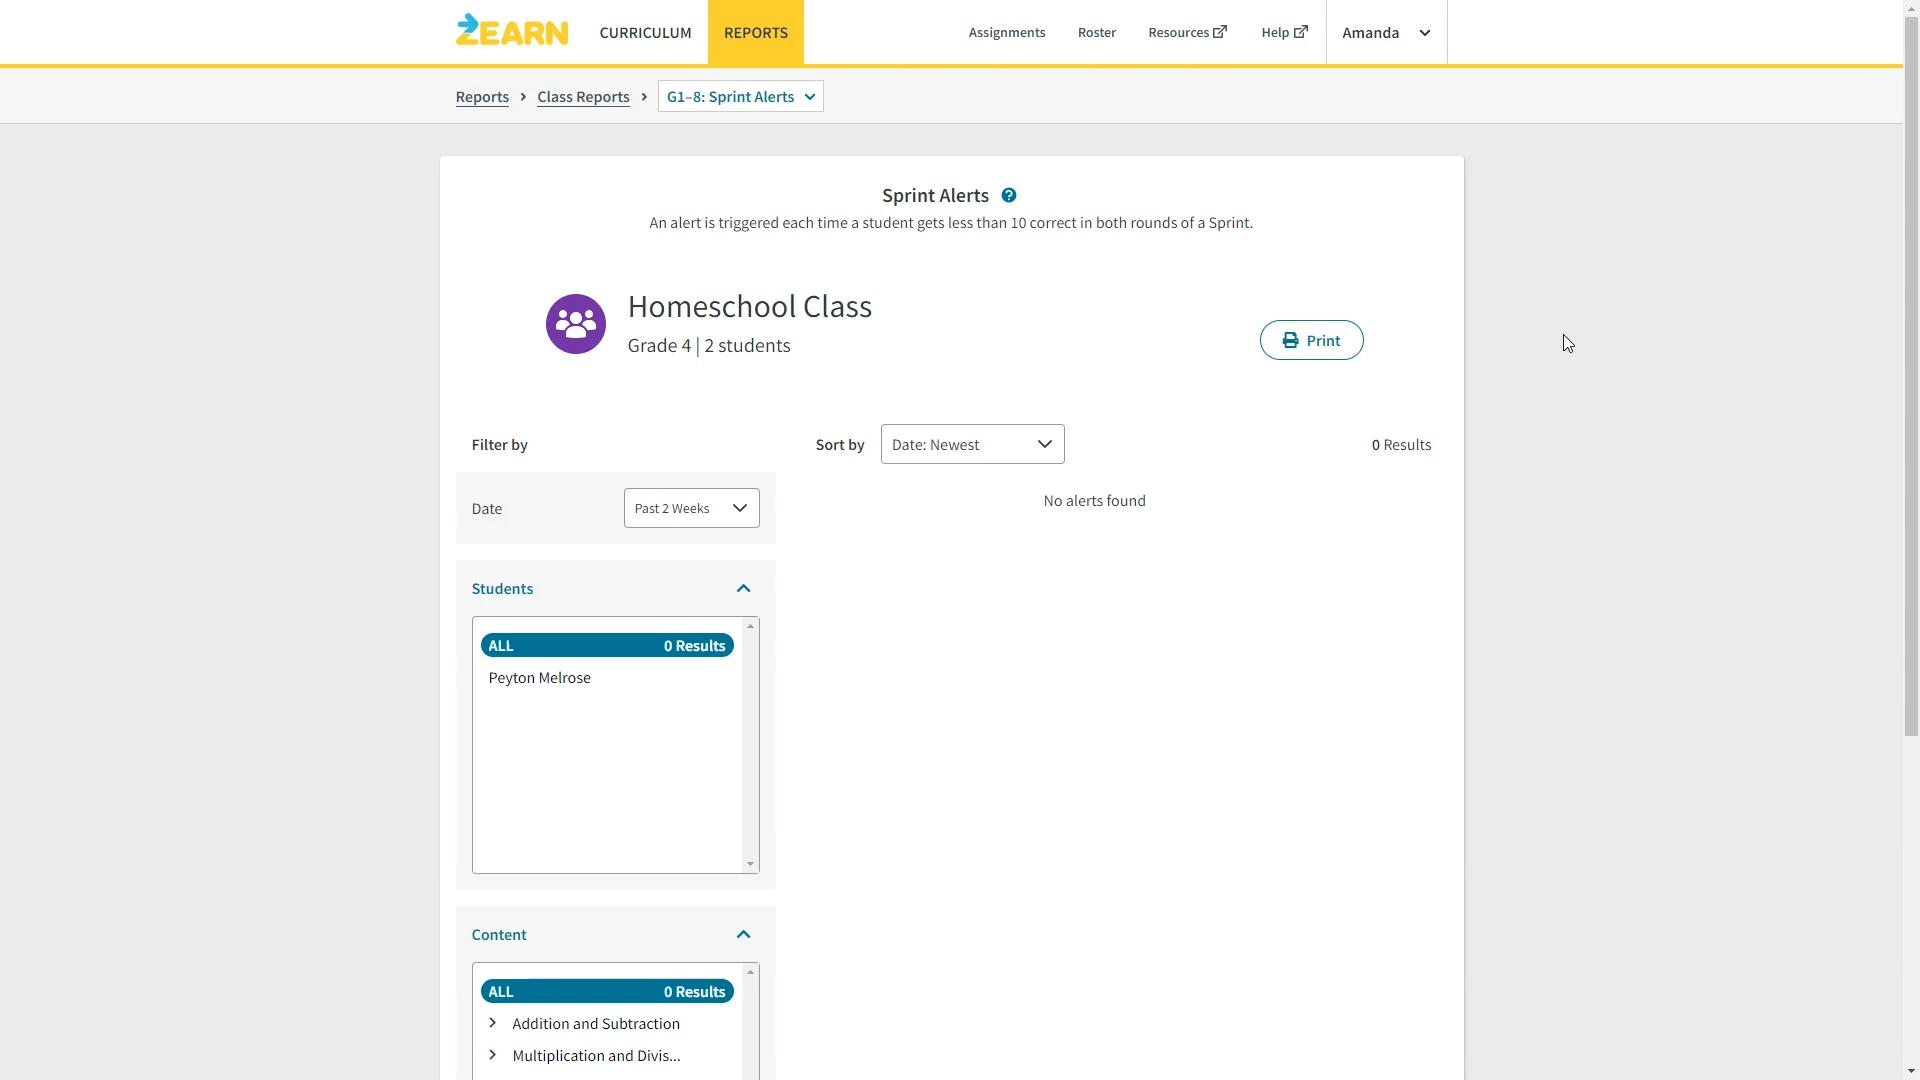 ZEARN
CURRICULUM
REPORTS
Assignments
Roster
Resources
Help
Amanda
Reports > Class Reports > G1–8: Sprint Alerts
Sprint Alerts ?
An alert is triggered each time a student gets less than 10 correct in both rounds of a Sprint.
Homeschool Class
Grade 4 | 2 students
Print
Filter by
Sort by
Date: Newest
0 Results
Date
Past 2 Weeks
No alerts found
Students
ALL
0 Results
Peyton Melrose
Content
ALL
0 Results
Addition and Subtraction
Multiplication and Divis...